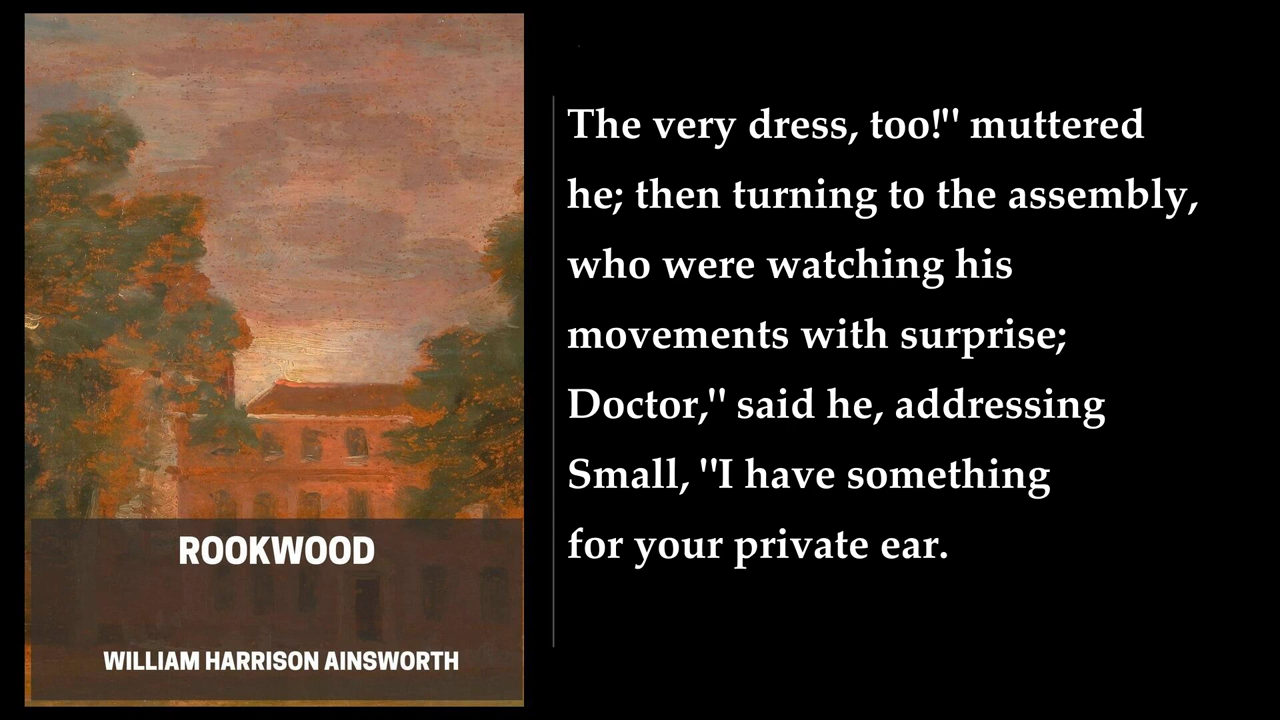 ROOKWOOD
WILLIAM HARRISON AINSWORTH
The very dress, too!" muttered
he; then turning to the assembly,
who were watching his
movements with surprise;
Doctor," said he, addressing
Small, "I have something
for your private ear.